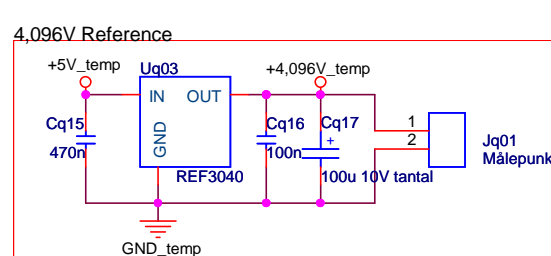 4,096V Reference
+5V_temp
Uq03
+4,096V_temp
IN
OUT
GND
Cq15
470n
Cq16
100n
Cq17
+
100u 10V tantal
REF3040
1
2
Jq01
Målepunk
GND_temp